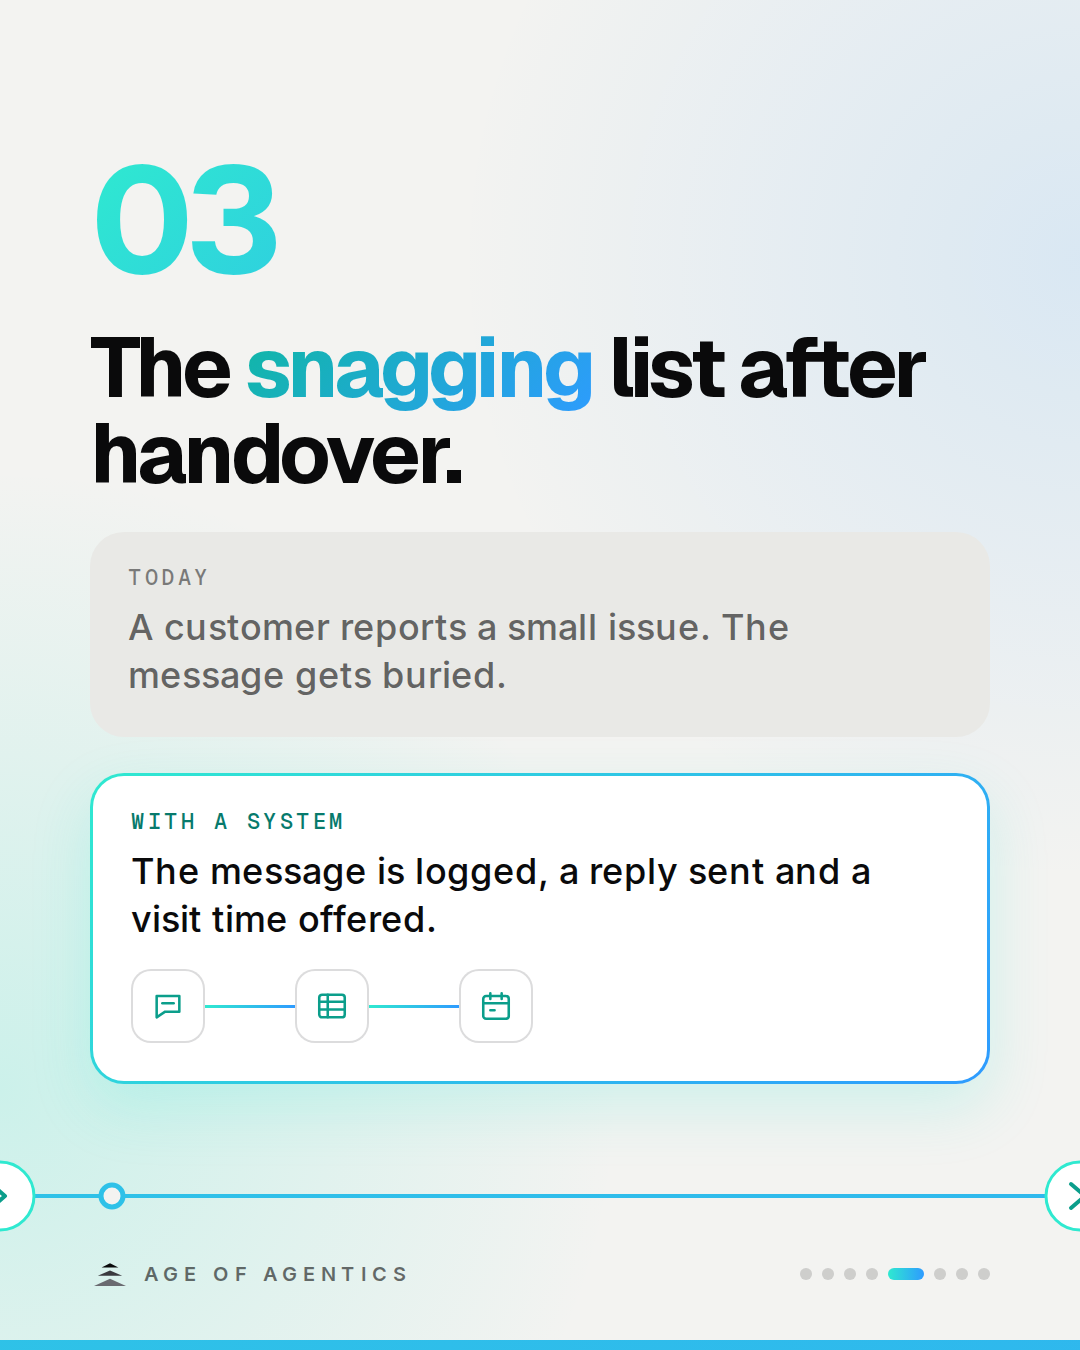 03
The snagging list after
handover.
TODAY
A customer reports a small issue. The
message gets buried.
WITH A SYSTEM
The message is logged, a reply sent and a
visit time offered.
AGE OF AGENTICS